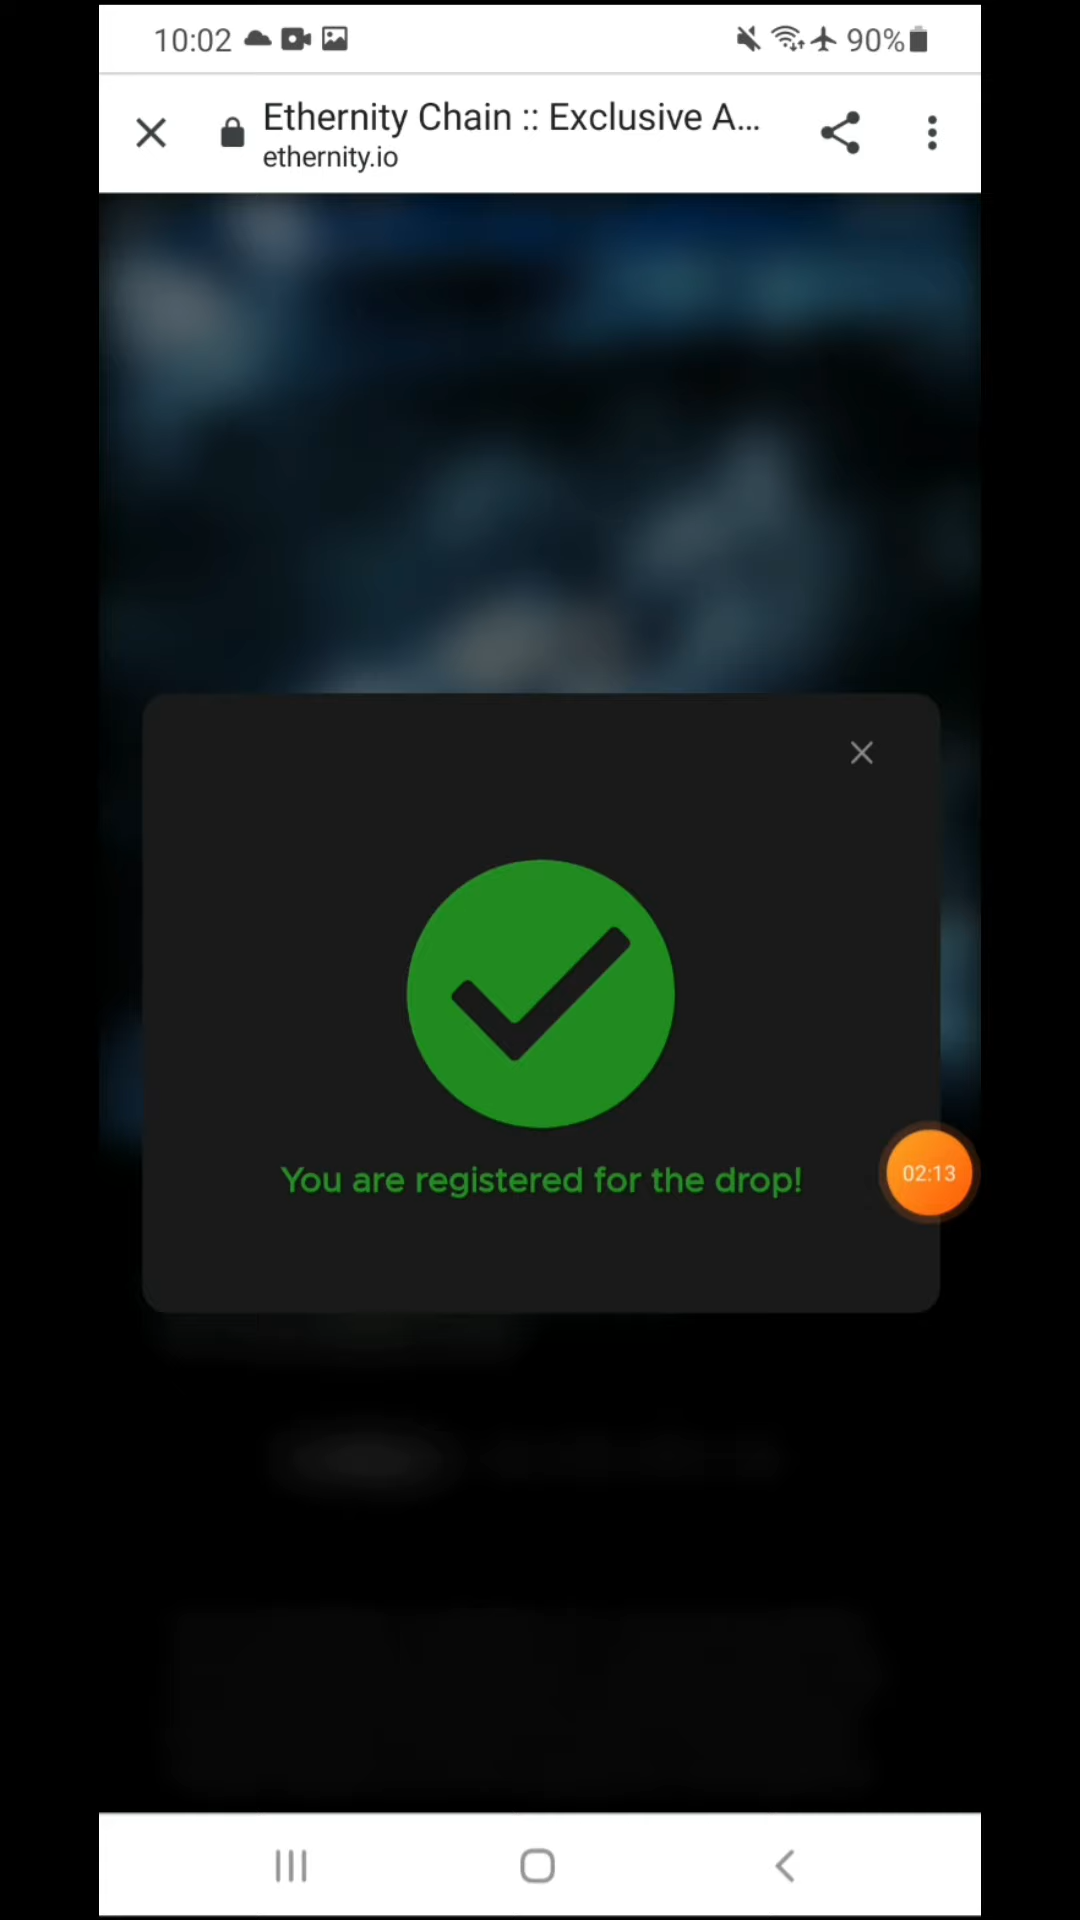 10:02 90%
Ethernity Chain :: Exclusive A...
ethernity.io
You are registered for the drop!
02:13